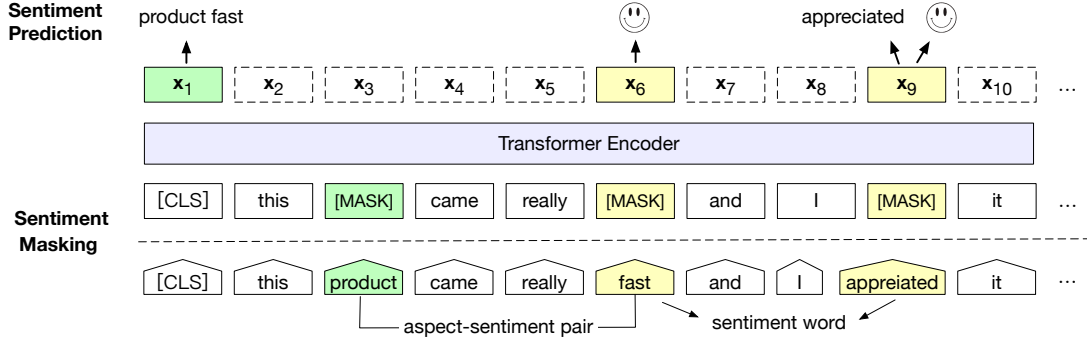 Sentiment Prediction
product fast
appreciated
x1 x2 x3 x4 x5 x6 x7 x8 x9 x10 ...
Transformer Encoder
[CLS] this [MASK] came really [MASK] and I [MASK] it ...
Sentiment Masking
[CLS] this product came really fast and I appreiated it ...
aspect-sentiment pair
sentiment word